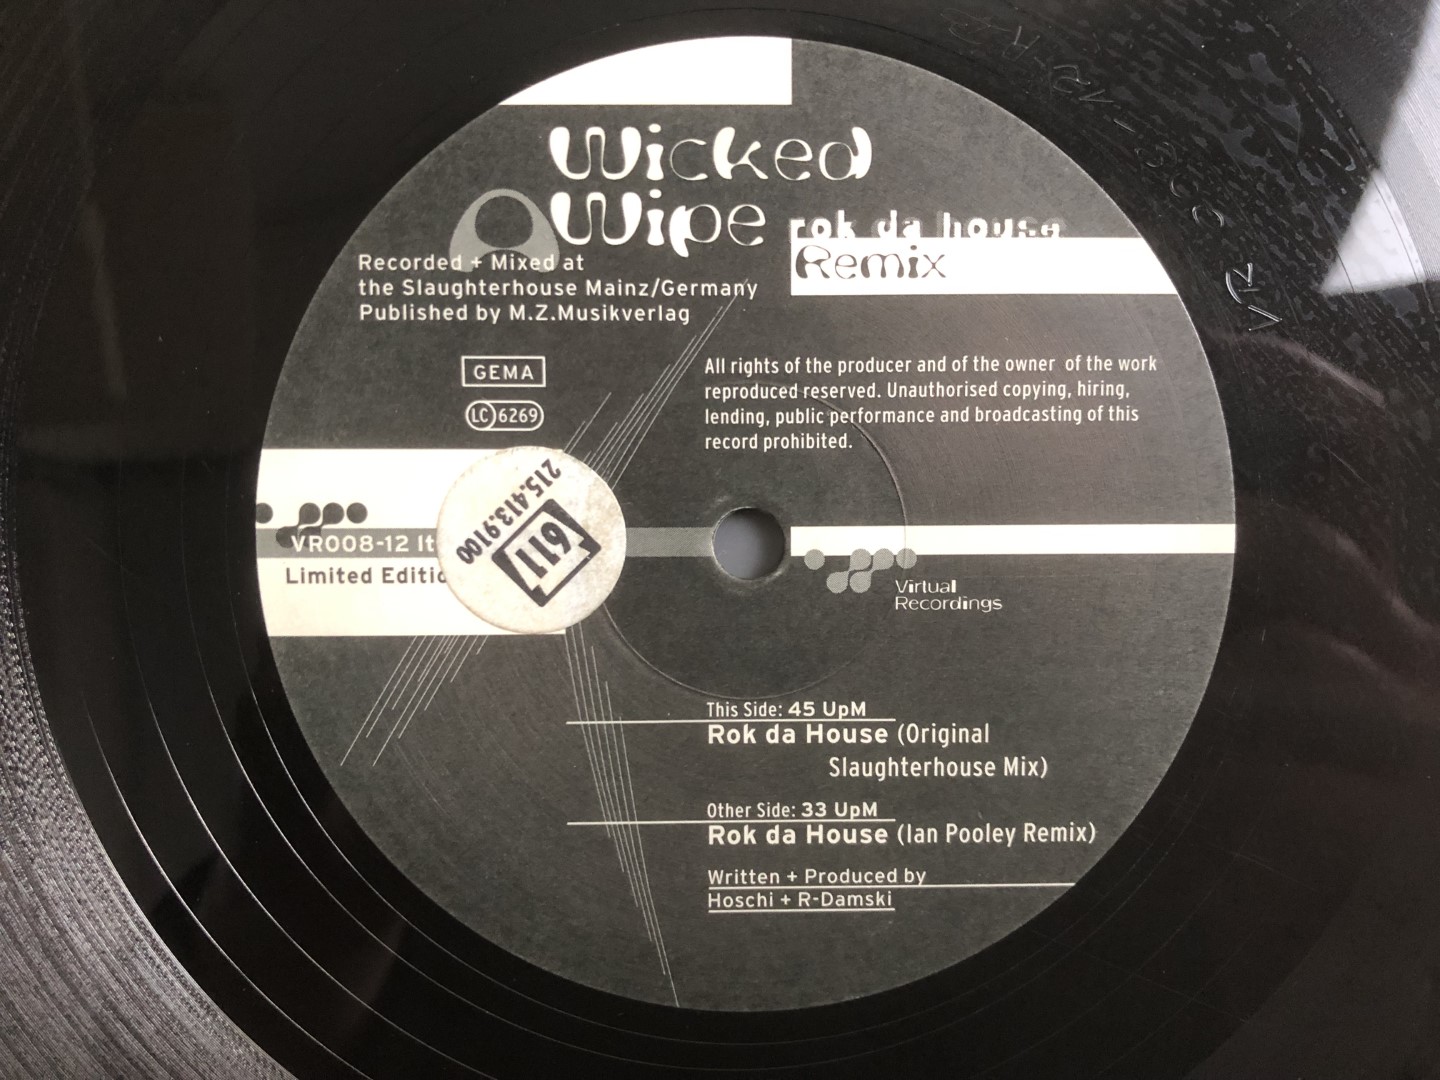 Wicked
Wipe rok da house
Remix
Recorded + Mixed at
the Slaughterhouse Mainz/Germany
Published by M.Z.Musikverlag
GEMA
LC 6269
All rights of the producer and of the owner of the work
reproduced reserved. Unauthorised copying, hiring,
lending, public performance and broadcasting of this
record prohibited.
215.413.9100
611
VR008-12
Limited
Virtual
Recordings
This Side: 45 UpM
Rok da House (Original
Slaughterhouse Mix)
Other Side: 33 UpM
Rok da House (Ian Pooley Remix)
Written + Produced by
Hoschi + R-Damski